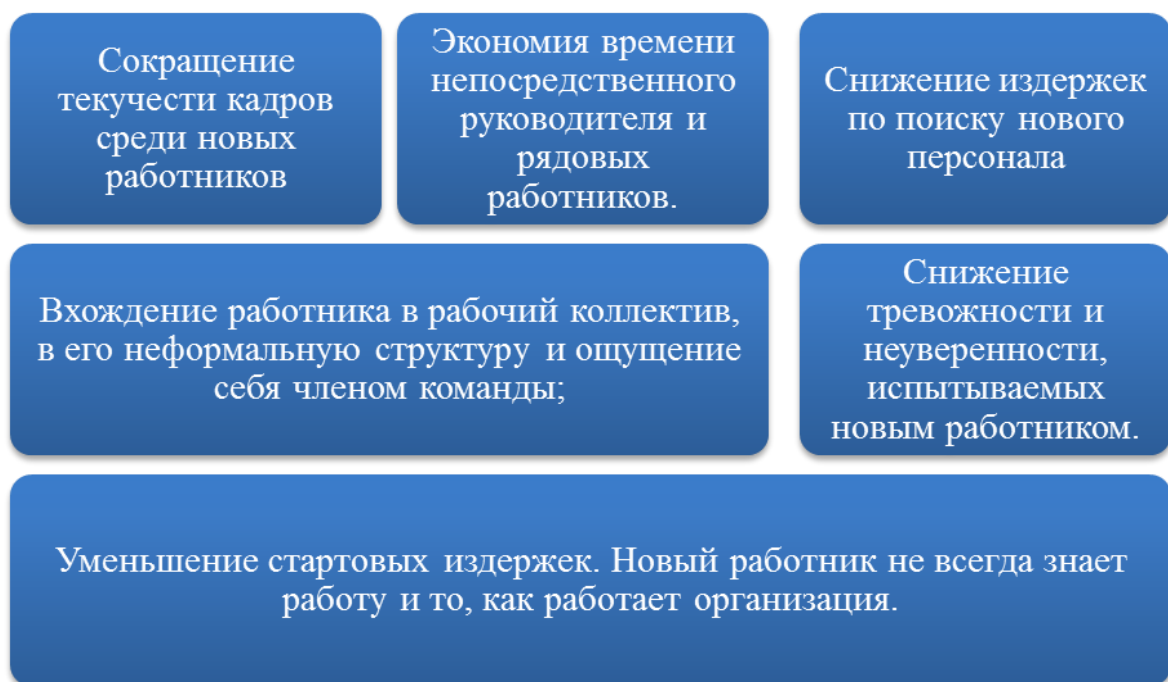 Сокращение
текучести кадров
среди новых
работников
Экономия времени
непосредственного
руководителя и
рядовых
работников.
Снижение издержек
по поиску нового
персонала
Вхождение работника в рабочий коллектив,
в его неформальную структуру и ощущение
себя членом команды;
Снижение
тревожности и
неуверенности,
испытываемых
новым работником.
Уменьшение стартовых издержек. Новый работник не всегда знает
работу и то, как работает организация.